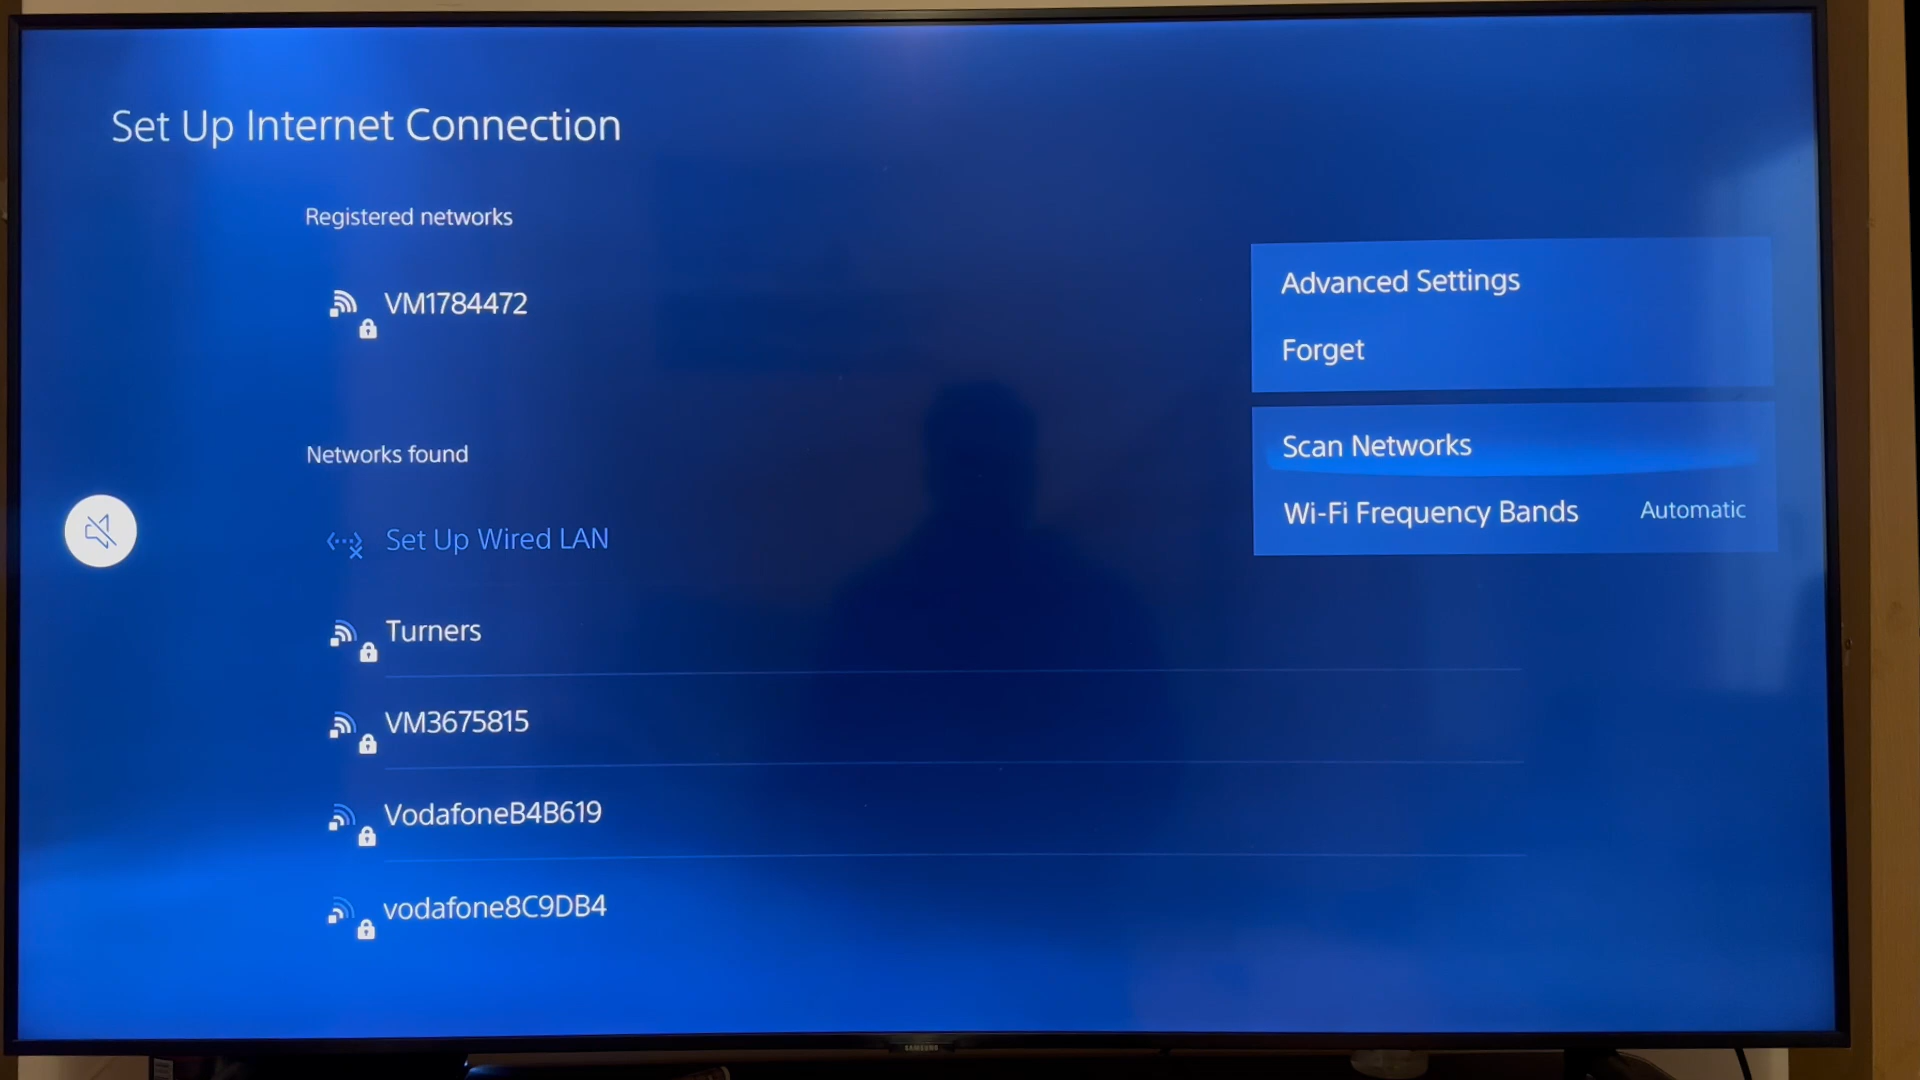 Set Up Internet Connection
Registered networks
VM1784472
Networks found
Set Up Wired LAN
Turners
VM3675815
VodafoneB4B619
vodafone8C9DB4
Advanced Settings
Forget
Scan Networks
Wi-Fi Frequency Bands Automatic
SAMSUNG